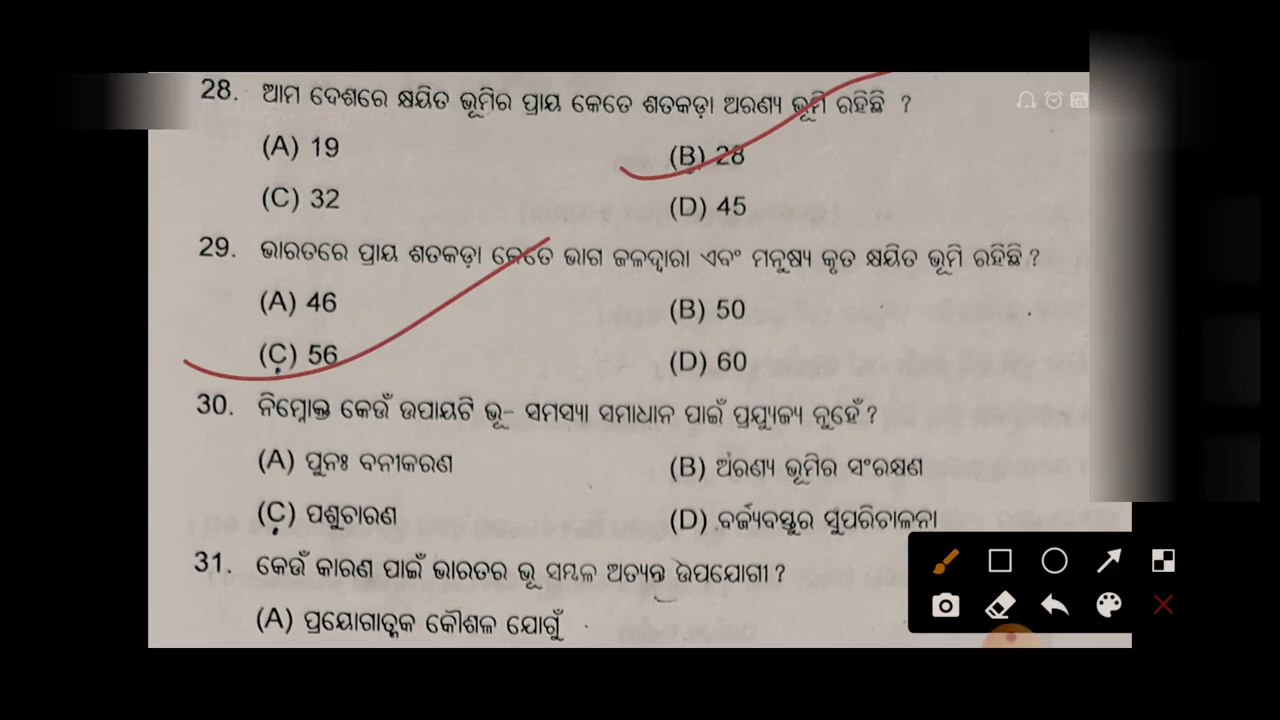 28. ଆମ ଦେଶରେ କ୍ଷୟିତ ଭୂମିର ପ୍ରାୟ କେତେ ଶତକଡ଼ା ଅରଣ୍ୟ ଭୂମି ରହିଛି ?
(A) 19 (B) 28
(C) 32 (D) 45
29. ଭାରତରେ ପ୍ରାୟ ଶତକଡ଼ା କେତେ ଭାଗ ଜଳଦ୍ୱାରା ଏବଂ ମନୁଷ୍ୟ କୃତ କ୍ଷୟିତ ଭୂମି ରହିଛି ?
(A) 46 (B) 50
(C) 56 (D) 60
30. ନିମ୍ନୋକ୍ତ କେଉଁ ଉପାୟଟି ଭୂ- ସମସ୍ୟା ସମାଧାନ ପାଇଁ ପ୍ରଯୁଜ୍ୟ ନୁହେଁ ?
(A) ପୁନଃ ବନୀକରଣ (B) ଅରଣ୍ୟ ଭୂମିର ସଂରକ୍ଷଣ
(C) ପଶୁଚାରଣ (D) ବର୍ଜ୍ୟବସ୍ତୁର ସୁପରିଚାଳନା
31. କେଉଁ କାରଣ ପାଇଁ ଭାରତର ଭୂ ସମ୍ବଳ ଅତ୍ୟନ୍ତ ଉପଯୋଗୀ ?
(A) ପ୍ରୟୋଗାତ୍ମକ କୌଶଳ ଯୋଗୁଁ